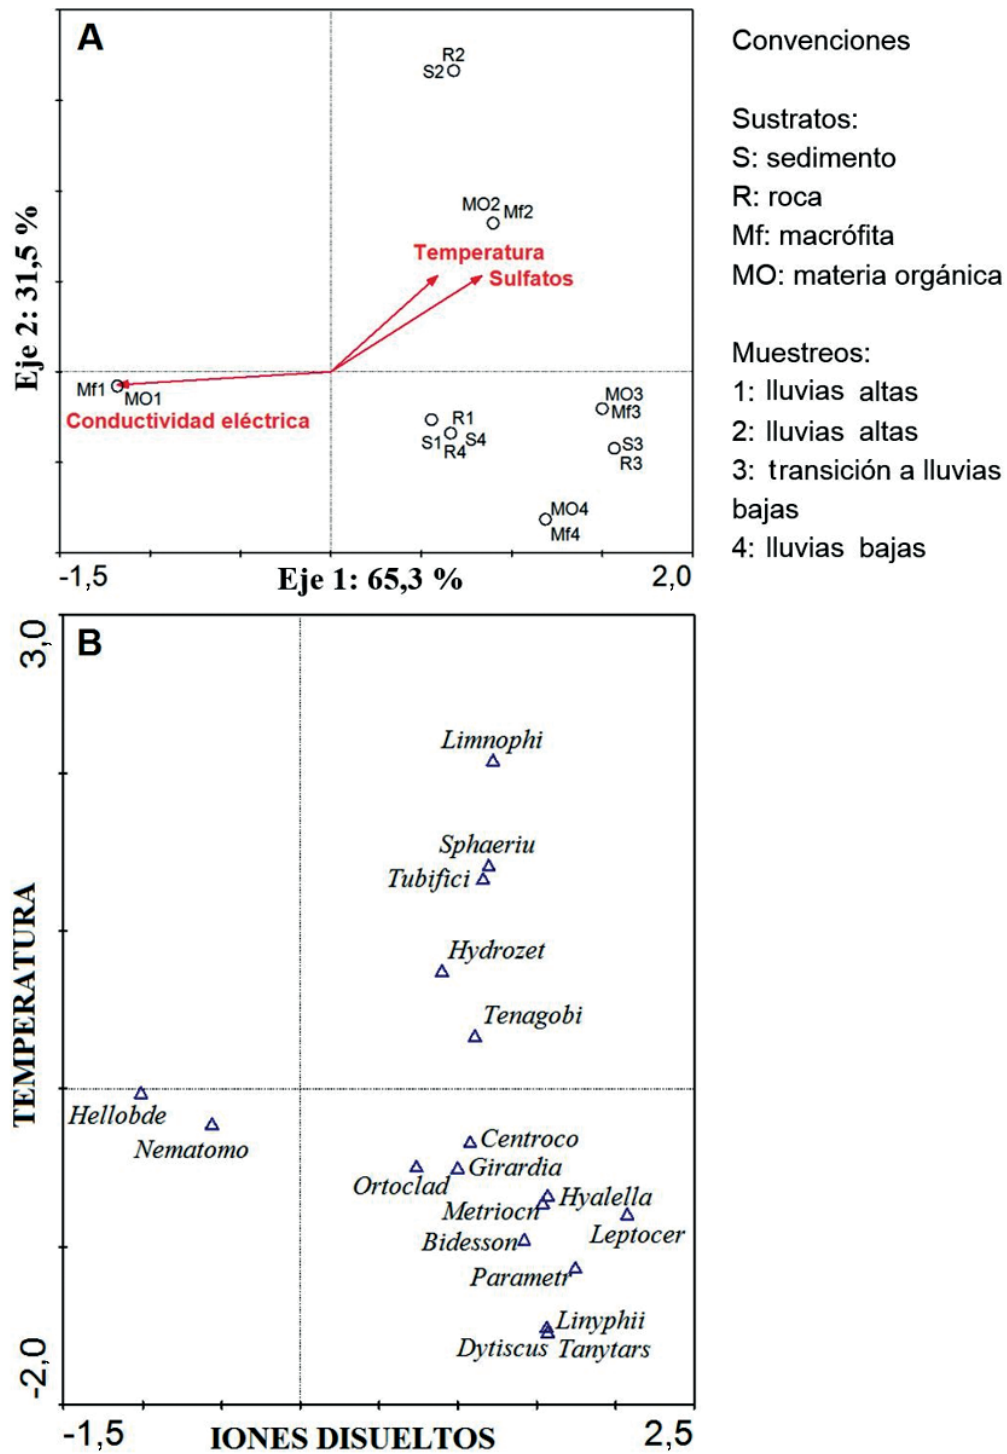 A
R2
S2
MO2 Mf2
Temperatura
Sulfatos
Mf1
MO1
Conductividad eléctrica
MO3
Mf3
R1
S1
S4
R4
S3
R3
MO4
Mf4
Eje 2: 31,5 %
-1,5
Eje 1: 65,3 %
2,0
Convenciones
Sustratos:
S: sedimento
R: roca
Mf: macrófita
MO: materia orgánica
Muestreos:
1: lluvias altas
2: lluvias altas
3: transición a lluvias
bajas
4: lluvias bajas
B
3,0
Limnophi
Sphaeriu
Tubifici
Hydrozet
Tenagobi
TEMPERATURA
Hellobde
Nematomo
Centroco
Girardia
Ortoclad
Hyalella
Metriocn
Leptocer
Bidesson
Parametr
Linyphii
Dytiscus Tanytars
-2,0
-1,5
IONES DISUELTOS
2,5